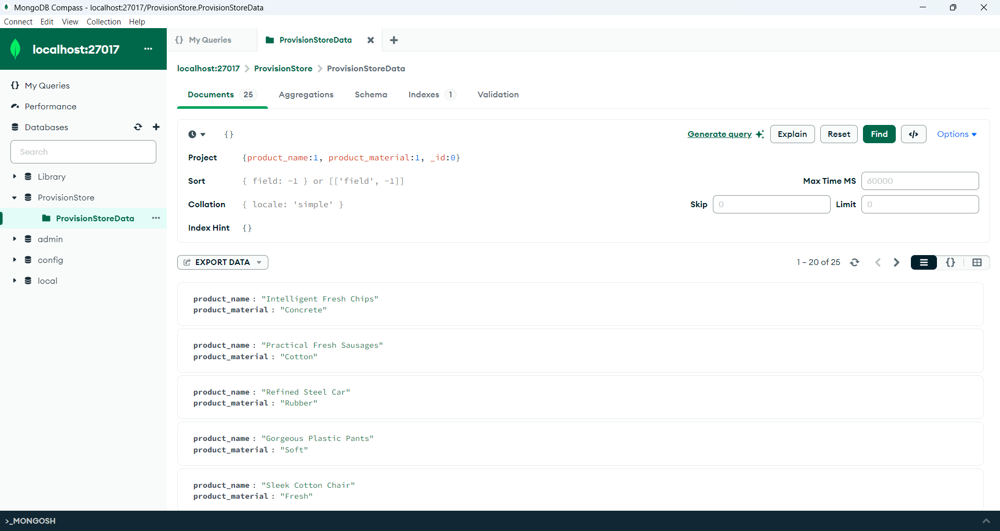 MongoDB Compass - localhost:27017/ProvisionStore.ProvisionStoreData
Connect Edit View Collection Help
localhost:27017 ...
My Queries
ProvisionStoreData
localhost:27017 > ProvisionStore > ProvisionStoreData
My Queries
Performance
Databases
Search
Library
ProvisionStore
ProvisionStoreData ...
admin
config
local
Documents 25 Aggregations Schema Indexes 1 Validation
{} Generate query Explain Reset Find </> Options
Project {product_name:1, product_material:1, _id:0}
Sort { field: -1 } or [['field', -1]] Max Time MS 60000
Collation { locale: 'simple' } Skip 0 Limit 0
Index Hint {}
EXPORT DATA 1 – 20 of 25 {}
product_name : "Intelligent Fresh Chips"
product_material : "Concrete"
product_name : "Practical Fresh Sausages"
product_material : "Cotton"
product_name : "Refined Steel Car"
product_material : "Rubber"
product_name : "Gorgeous Plastic Pants"
product_material : "Soft"
product_name : "Sleek Cotton Chair"
product_material : "Fresh"
>_MONGOSH